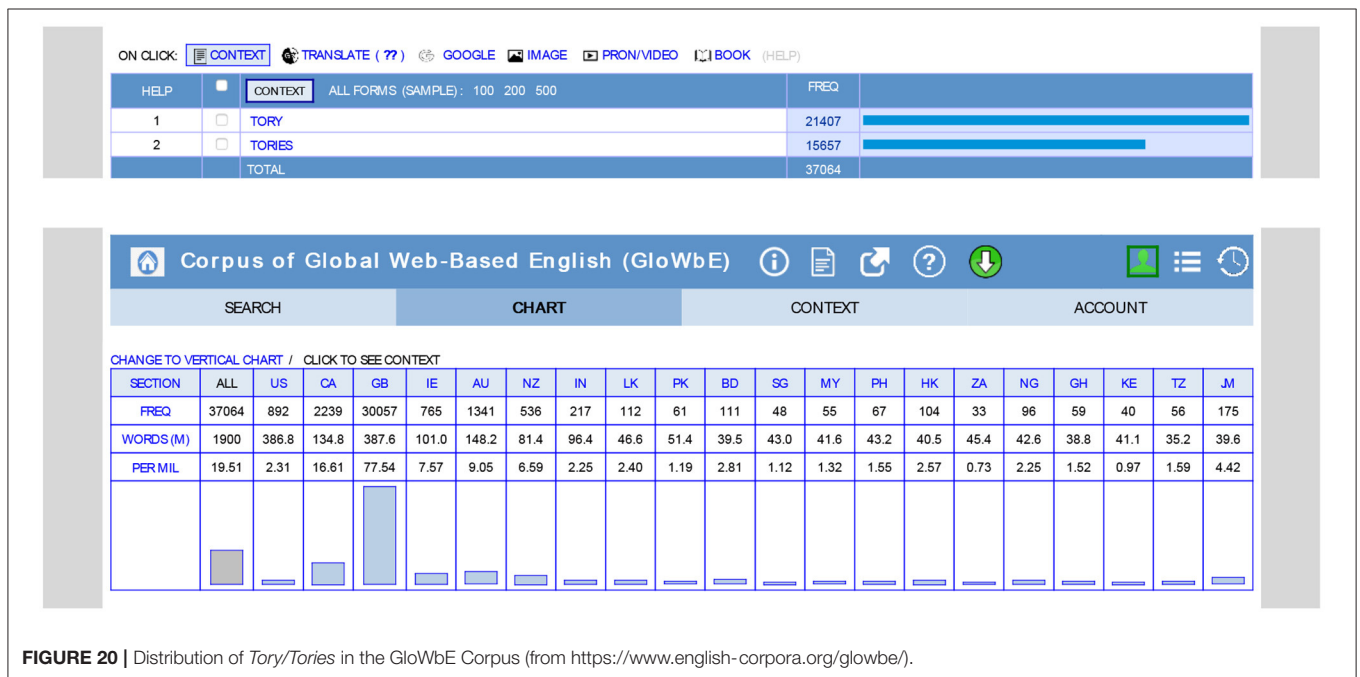 ON CLICK: CONTEXT TRANSLATE ( ?? ) GOOGLE IMAGE PRON/VIDEO BOOK (HELP)
HELP CONTEXT ALL FORMS (SAMPLE) : 100 200 500 FREQ
1 TORY 21407
2 TORIES 15657
TOTAL 37064
Corpus of Global Web-Based English (GloWbE)
SEARCH CHART CONTEXT ACCOUNT
CHANGE TO VERTICAL CHART / CLICK TO SEE CONTEXT
SECTION ALL US CA GB IE AU NZ IN LK PK BD SG MY PH HK ZA NG GH KE TZ JM
FREQ 37064 892 2239 30057 765 1341 536 217 112 61 111 48 55 67 104 33 96 59 40 56 175
WORDS (M) 1900 386.8 134.8 387.6 101.0 148.2 81.4 96.4 46.6 51.4 39.5 43.0 41.6 43.2 40.5 45.4 42.6 38.8 41.1 35.2 39.6
PER MIL 19.51 2.31 16.61 77.54 7.57 9.05 6.59 2.25 2.40 1.19 2.81 1.12 1.32 1.55 2.57 0.73 2.25 1.52 0.97 1.59 4.42
FIGURE 20 | Distribution of Tory/Tories in the GloWbE Corpus (from https://www.english-corpora.org/glowbe/).